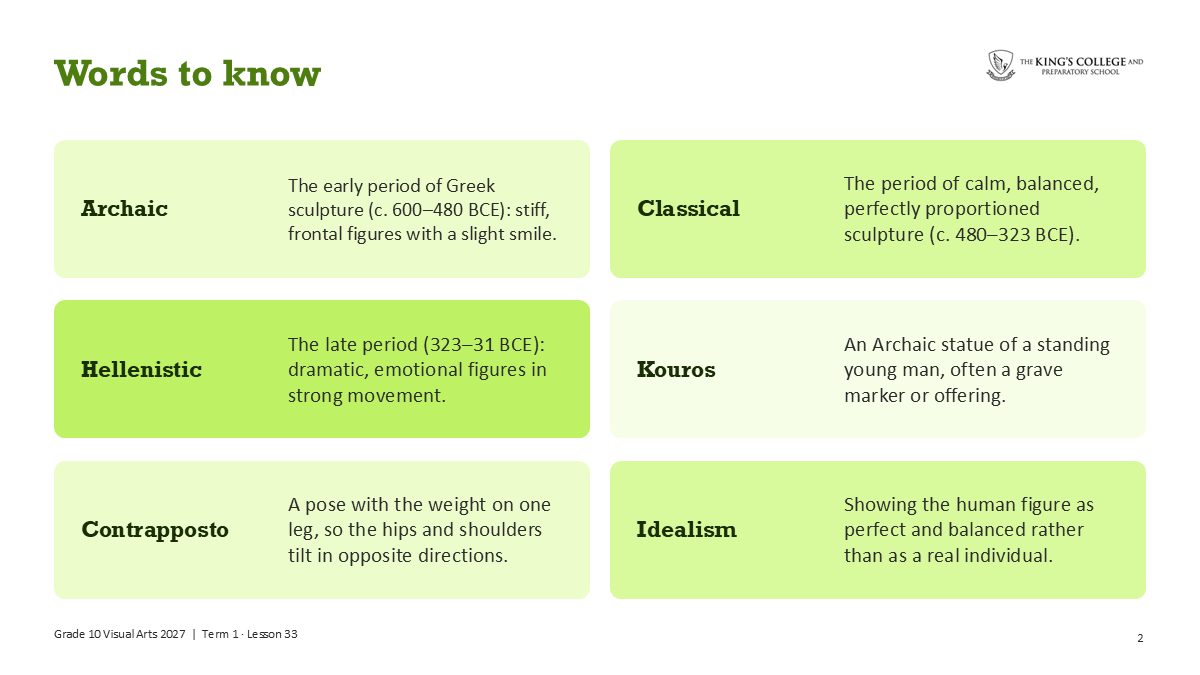 Words to know
THE KING'S COLLEGE AND
PREPARATORY SCHOOL
Archaic
The early period of Greek
sculpture (c. 600–480 BCE): stiff,
frontal figures with a slight smile.
Classical
The period of calm, balanced,
perfectly proportioned
sculpture (c. 480–323 BCE).
Hellenistic
The late period (323–31 BCE):
dramatic, emotional figures in
strong movement.
Kouros
An Archaic statue of a standing
young man, often a grave
marker or offering.
Contrapposto
A pose with the weight on one
leg, so the hips and shoulders
tilt in opposite directions.
Idealism
Showing the human figure as
perfect and balanced rather
than as a real individual.
Grade 10 Visual Arts 2027 | Term 1 · Lesson 33
2